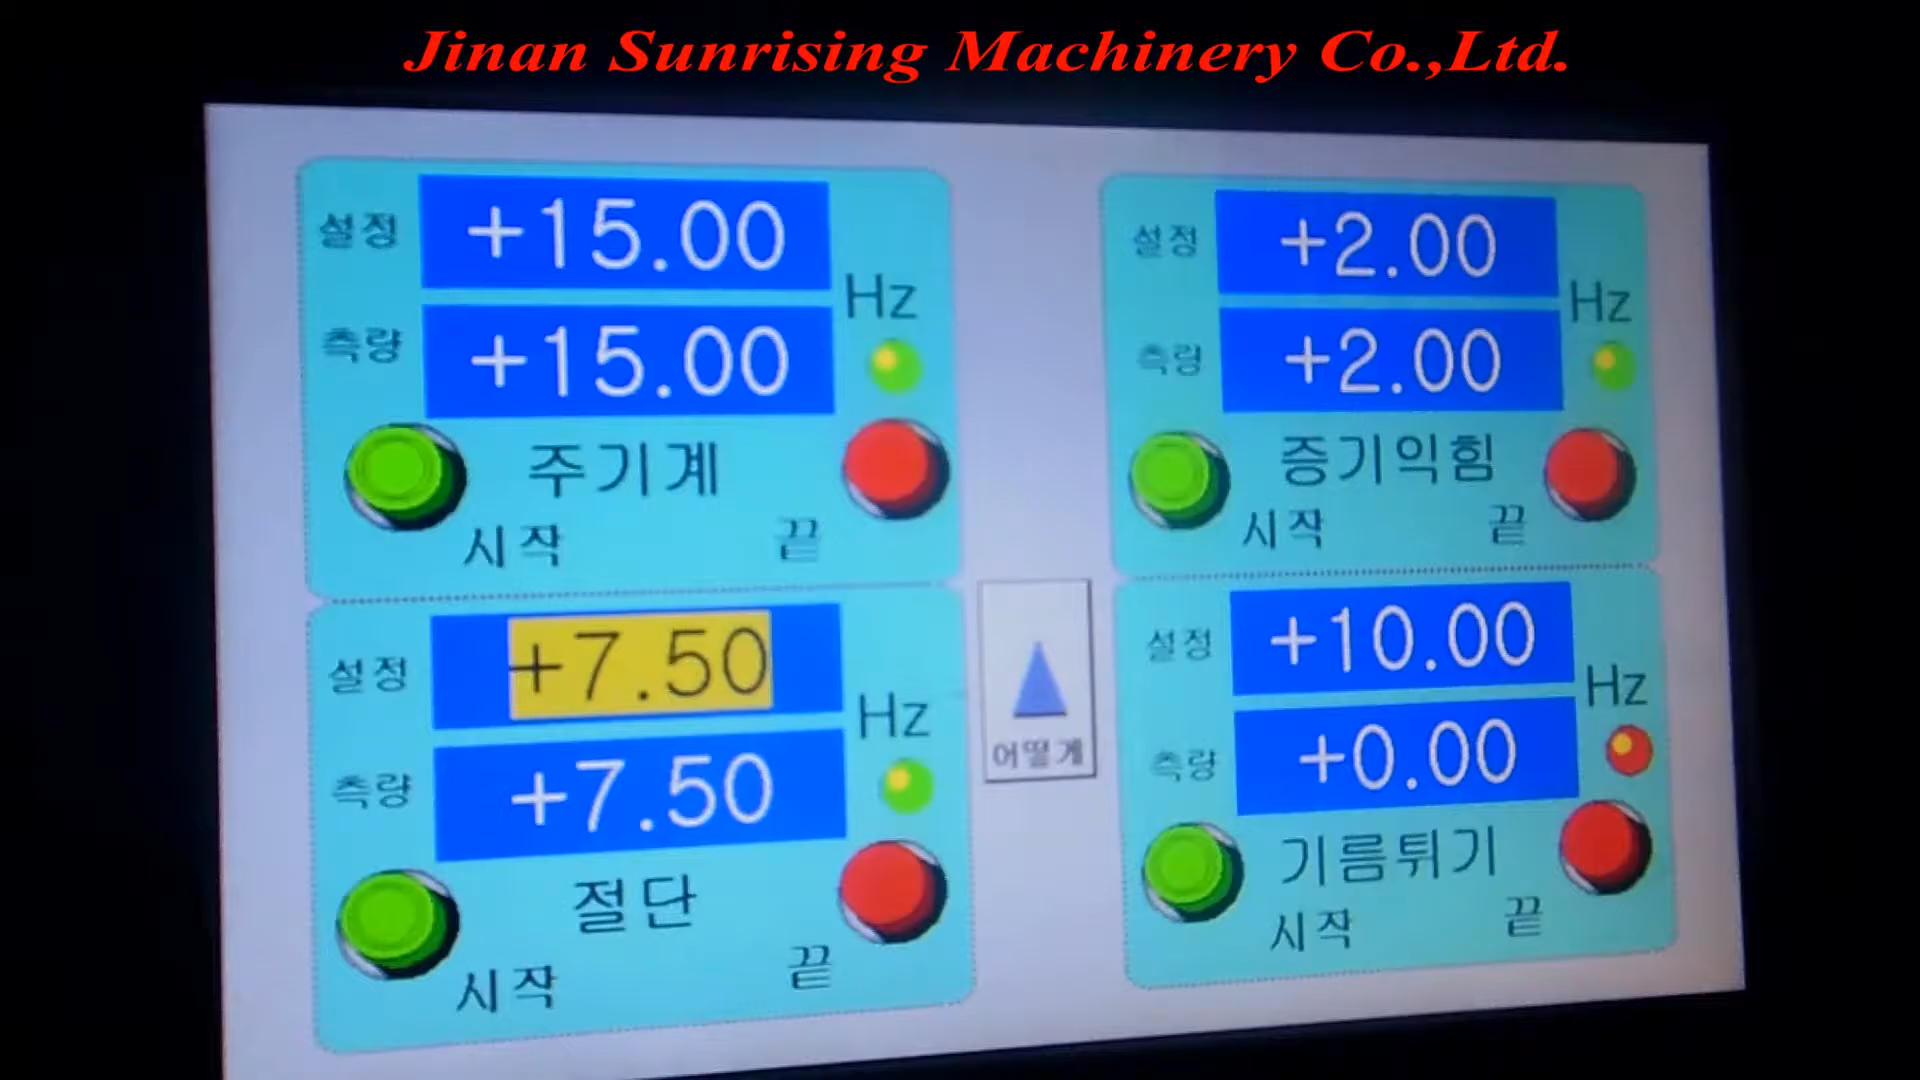 Jinan Sunrising Machinery Co.,Ltd.
설정 +15.00
Hz
측량 +15.00
주기계
시작 끝
설정 +2.00
Hz
측량 +2.00
증기익힘
시작 끝
설정 +7.50
Hz
측량 +7.50
절단
시작 끝
어떻게
설정 +10.00
Hz
측량 +0.00
기름튀기
시작 끝